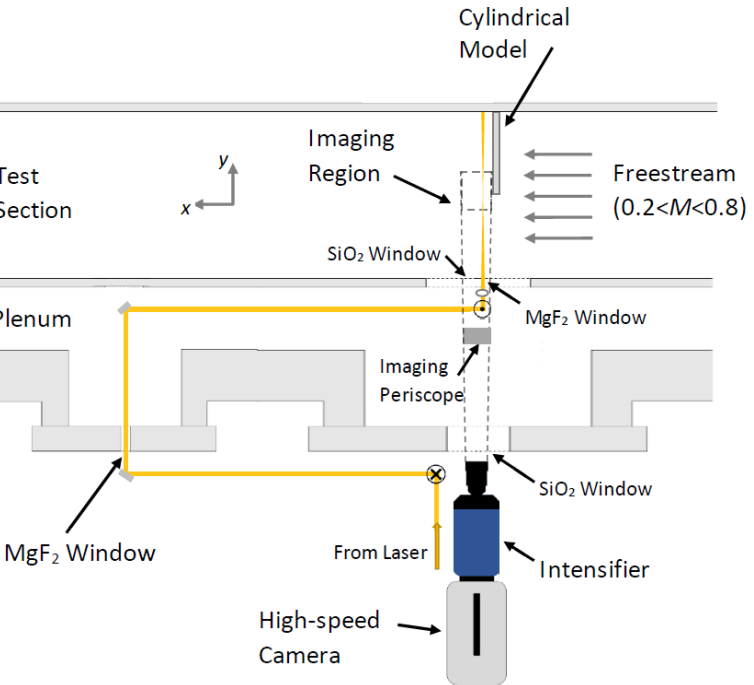 Cylindrical
Model
Imaging
Region
Test
Section
y
x
Freestream
(0.2<M<0.8)
SiO₂ Window
Plenum
MgF₂ Window
Imaging
Periscope
SiO₂ Window
MgF₂ Window
From Laser
Intensifier
High-speed
Camera